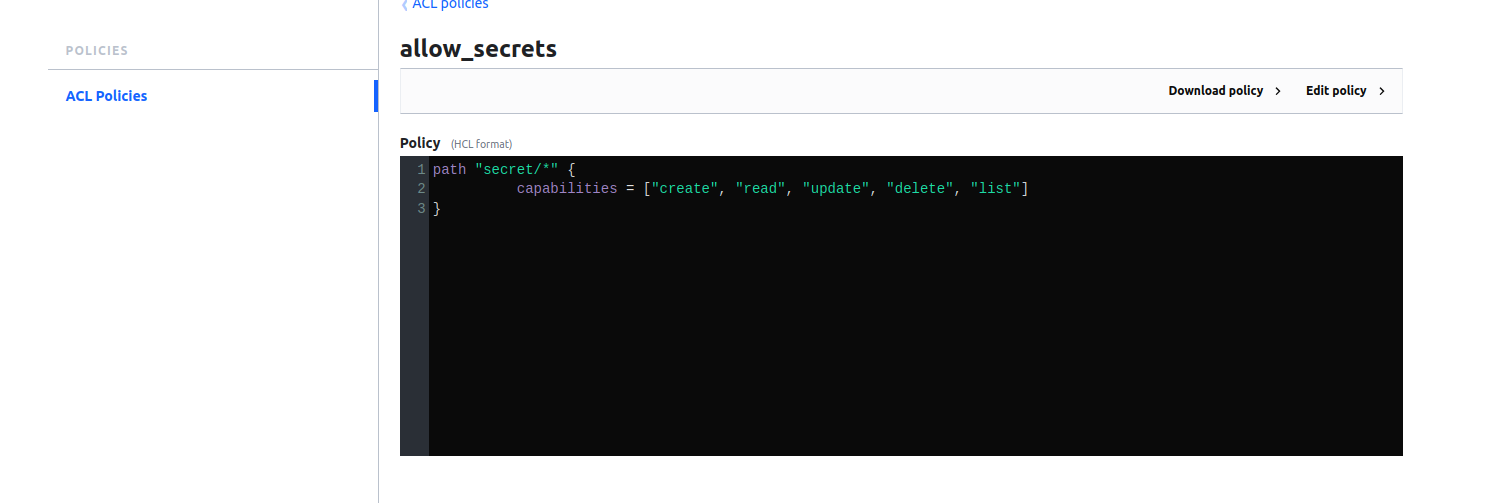 ACL policies
POLICIES
allow_secrets
ACL Policies
Download policy
Edit policy
Policy (HCL format)
1 path "secret/*" {
2 capabilities = ["create", "read", "update", "delete", "list"]
3 }